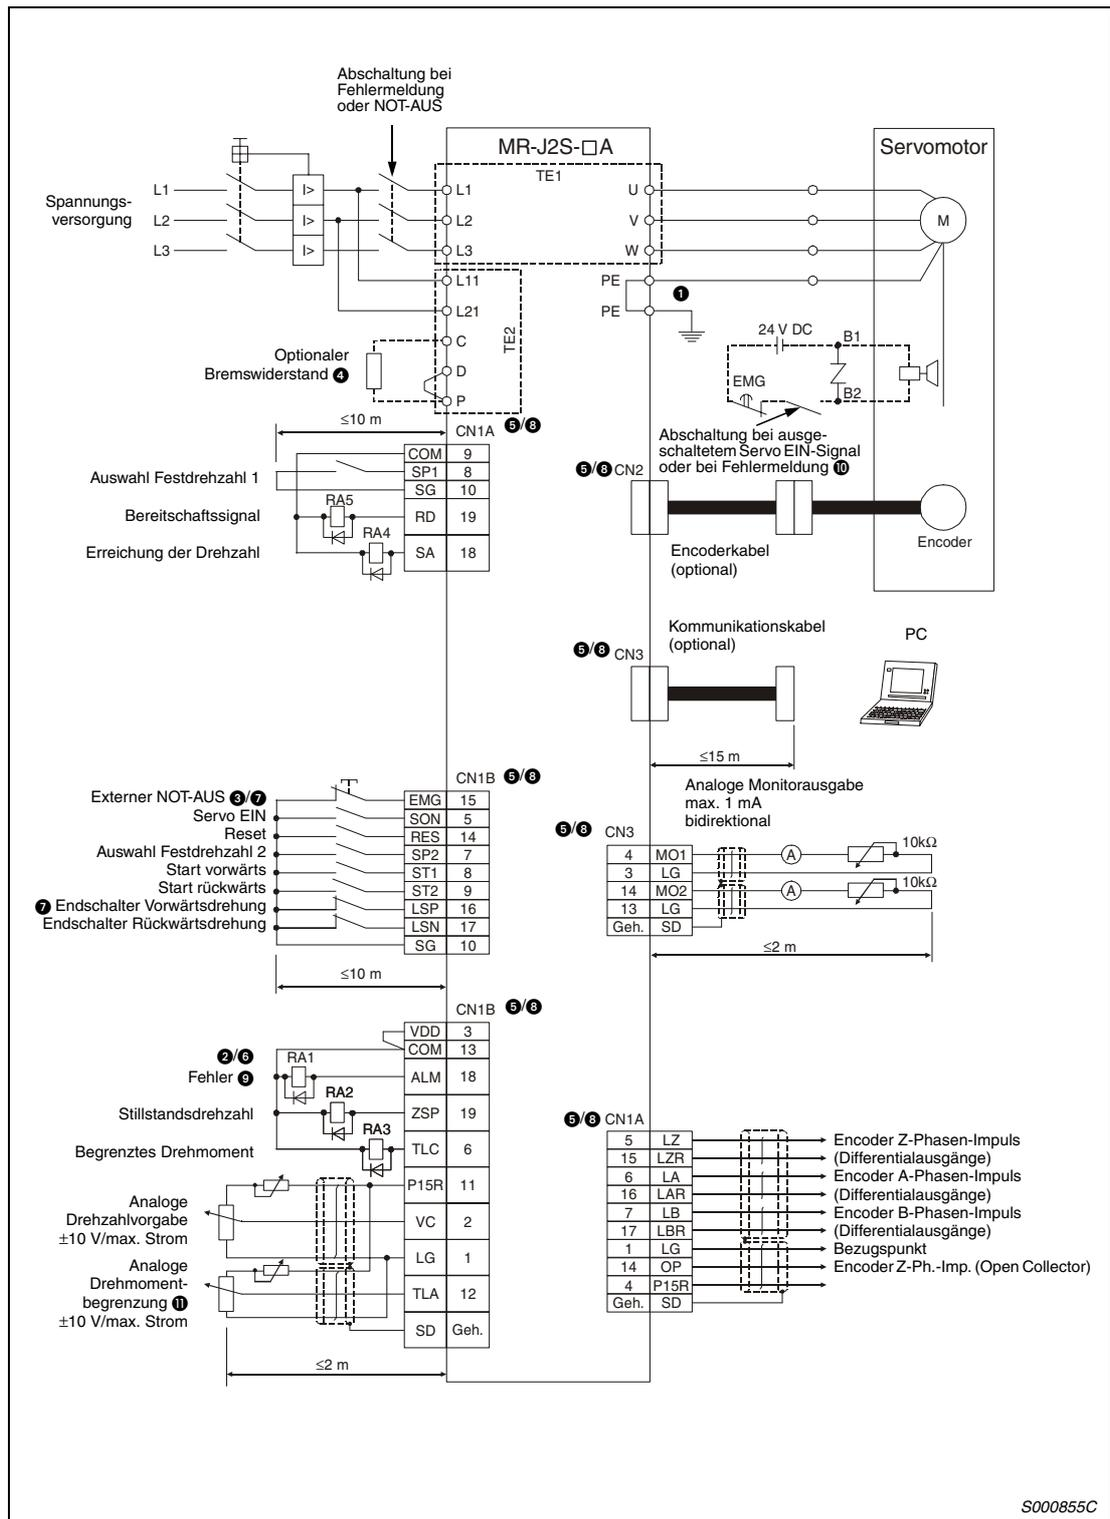 Abschaltung bei
Fehlermeldung
oder NOT-AUS
MR-J2S-□A
Servomotor
TE1
Spannungs-
versorgung
L1 I> L1 U
L2 I> L2 V M
L3 I> L3 W
L11 PE
❶
L21 PE
TE2
C
D
P
Optionaler
Bremswiderstand ❹
24 V DC
B1
EMG
B2
Abschaltung bei ausge-
schaltetem Servo EIN-Signal
oder bei Fehlermeldung ❿
≤10 m
CN1A ❺/❽
COM 9
Auswahl Festdrehzahl 1 SP1 8
SG 10
Bereitschaftssignal RA5 RD 19
Erreichung der Drehzahl RA4 SA 18
❺/❽ CN2
Encoderkabel
(optional)
Encoder
Kommunikationskabel
(optional)
PC
❺/❽ CN3
≤15 m
CN1B ❺/❽
Externer NOT-AUS ❸/❼ EMG 15
Servo EIN SON 5
Reset RES 14
Auswahl Festdrehzahl 2 SP2 7
Start vorwärts ST1 8
Start rückwärts ST2 9
❼ Endschalter Vorwärtsdrehung LSP 16
Endschalter Rückwärtsdrehung LSN 17
SG 10
≤10 m
Analoge Monitorausgabe
max. 1 mA
bidirektional
❺/❽ CN3
4 MO1 A 10kΩ
3 LG
14 MO2 A 10kΩ
13 LG
Geh. SD
≤2 m
CN1B ❺/❽
VDD 3
COM 13
❷/❻
Fehler ❾ RA1 ALM 18
Stillstandsdrehzahl RA2 ZSP 19
Begrenztes Drehmoment RA3 TLC 6
P15R 11
Analoge
Drehzahlvorgabe
±10 V/max. Strom
VC 2
LG 1
Analoge
Drehmoment-
begrenzung ⓫
±10 V/max. Strom
TLA 12
SD Geh.
≤2 m
❺/❽ CN1A
5 LZ Encoder Z-Phasen-Impuls
15 LZR (Differentialausgänge)
6 LA Encoder A-Phasen-Impuls
16 LAR (Differentialausgänge)
7 LB Encoder B-Phasen-Impuls
17 LBR (Differentialausgänge)
1 LG Bezugspunkt
14 OP Encoder Z-Ph.-Imp. (Open Collector)
4 P15R
Geh. SD
S000855C